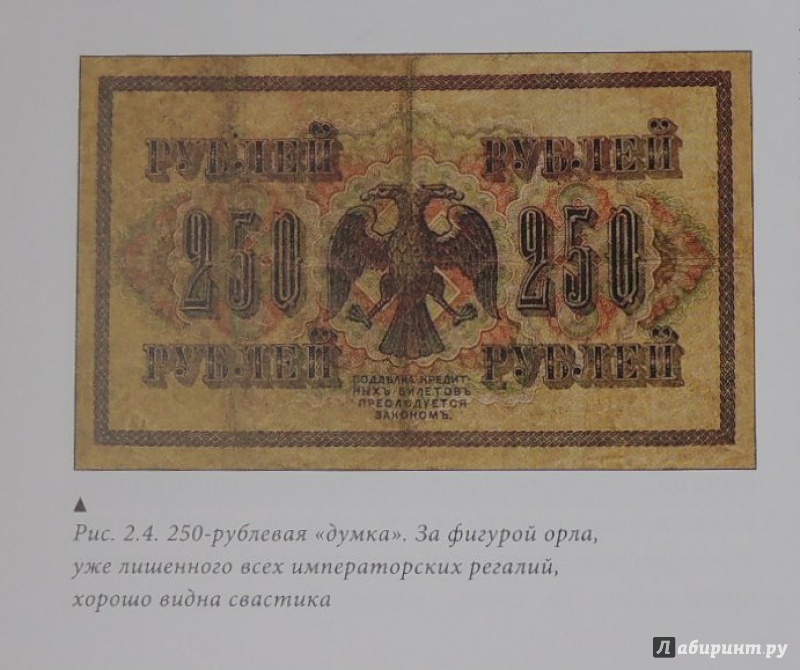 РУБЛЕЙ РУБЛЕЙ
250 250
РУБЛЕЙ РУБЛЕЙ
ПОДДѢЛКА КРЕДИТ-
НЫХЪ БИЛЕТОВЪ
ПРЕСЛѢДУЕТСЯ
ЗАКОНОМЪ.
Рис. 2.4. 250-рублевая «думка». За фигурой орла,
уже лишенного всех императорских регалий,
хорошо видна свастика
Лабиринт.ру